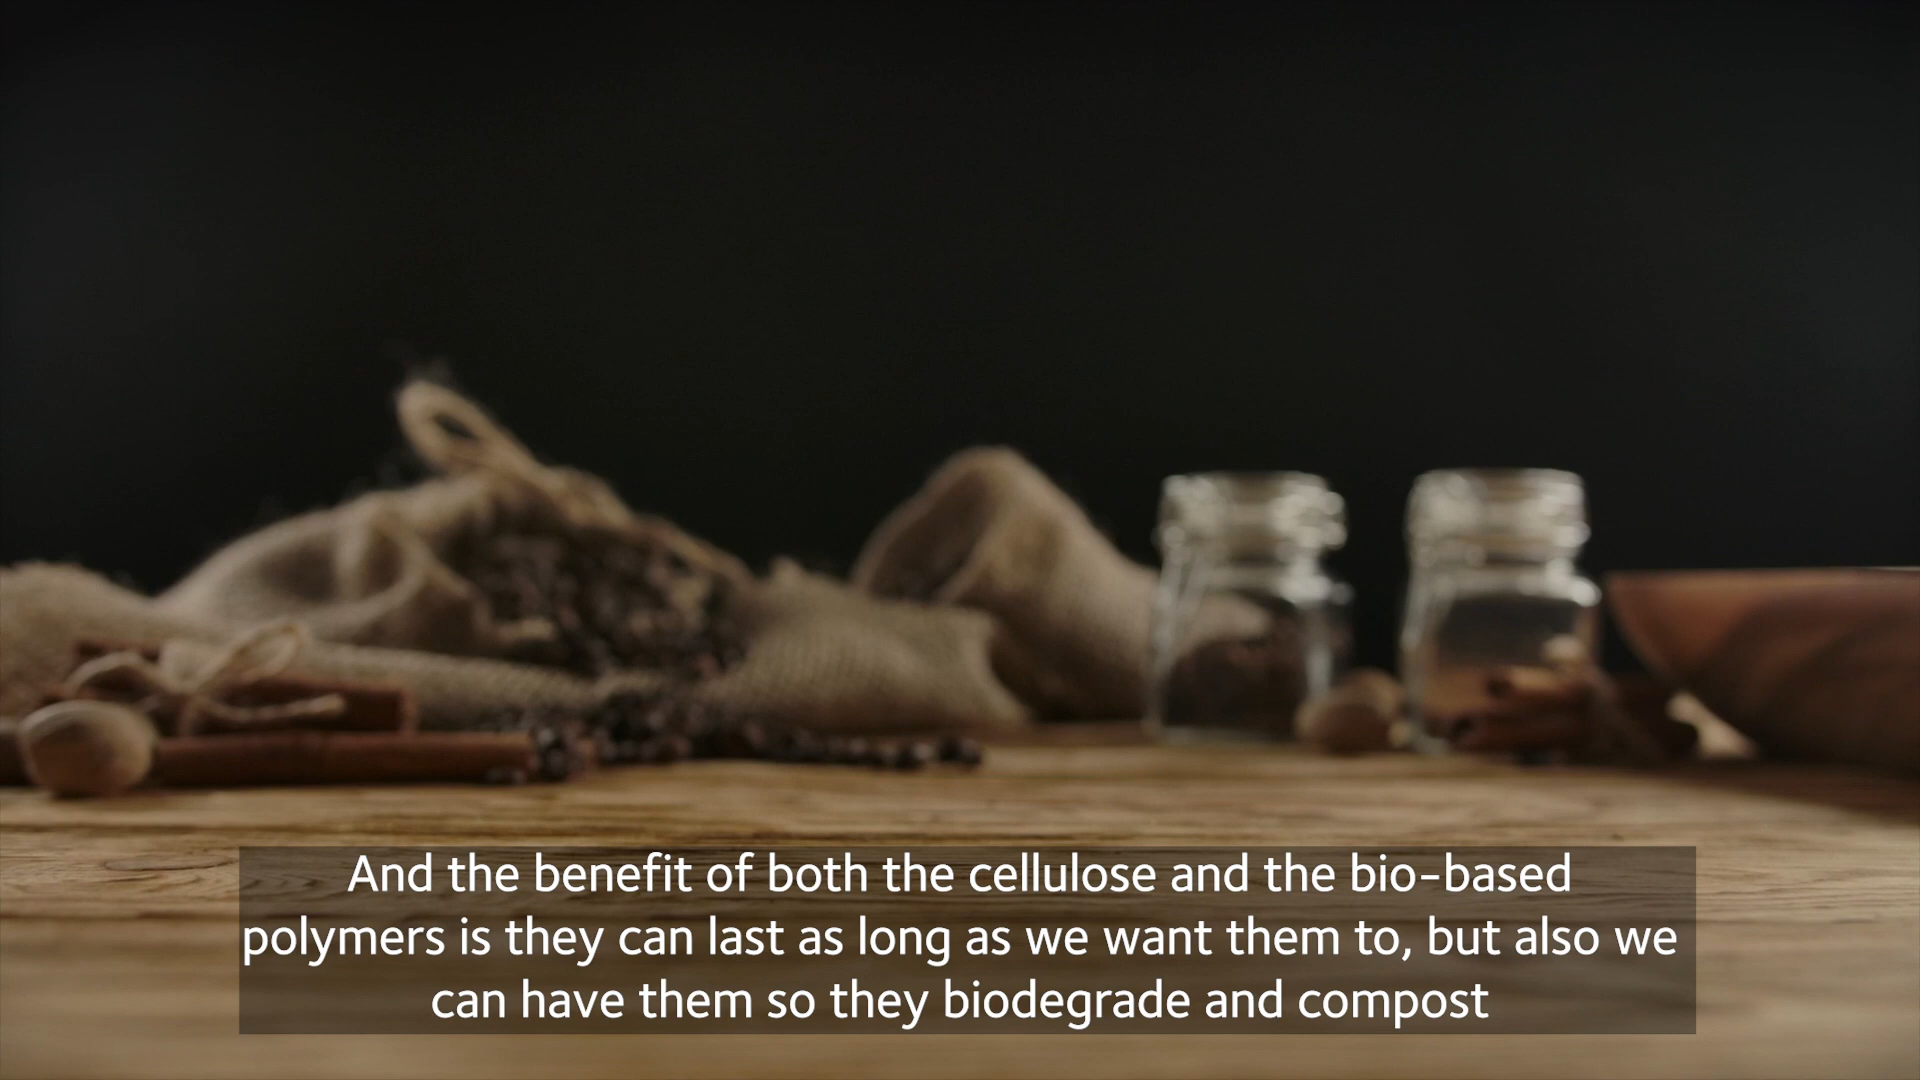 And the benefit of both the cellulose and the bio-based
polymers is they can last as long as we want them to, but also we
can have them so they biodegrade and compost